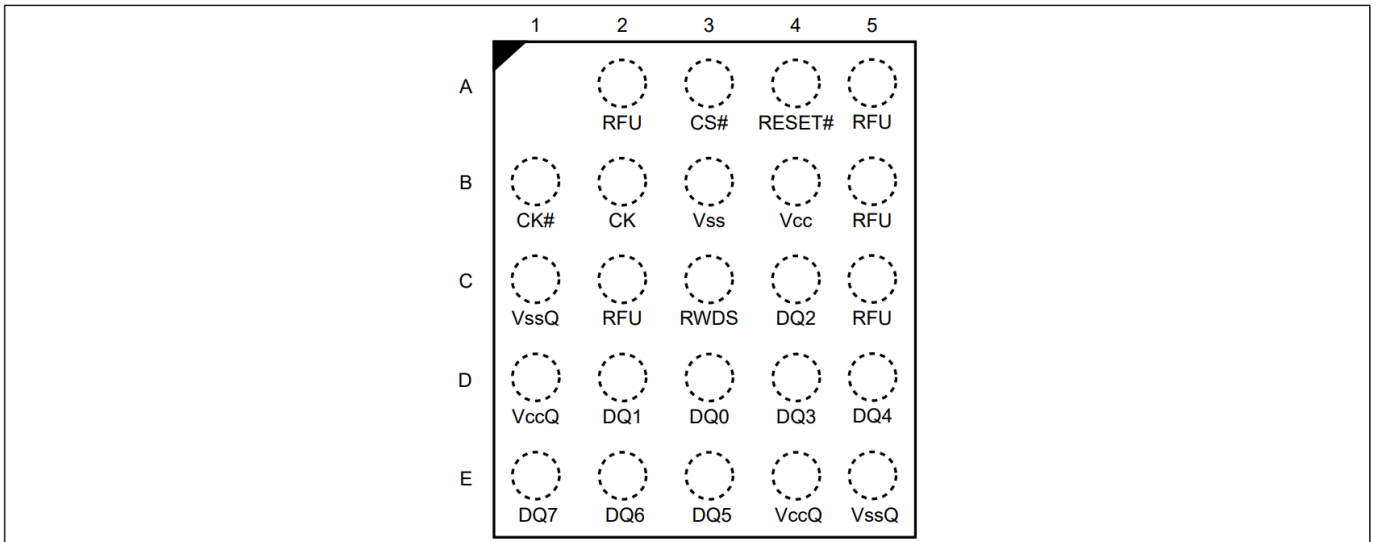 1 2 3 4 5
A
RFU CS# RESET# RFU
B
CK# CK Vss Vcc RFU
C
VssQ RFU RWDS DQ2 RFU
D
VccQ DQ1 DQ0 DQ3 DQ4
E
DQ7 DQ6 DQ5 VccQ VssQ